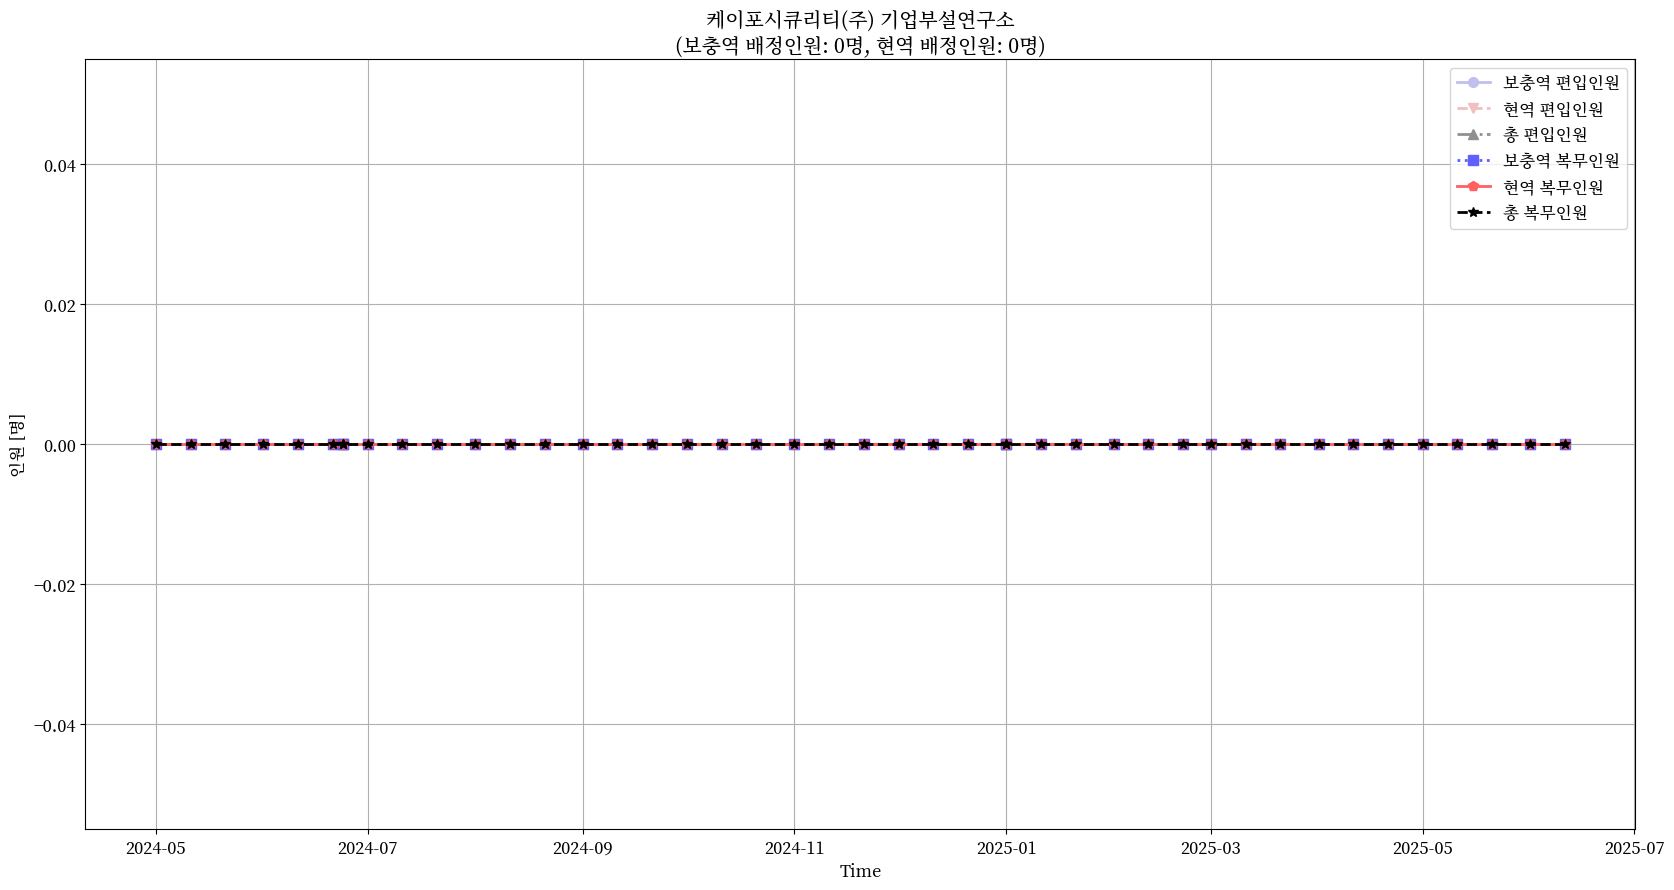 케이포시큐리티(주) 기업부설연구소
(보충역 배정인원: 0명, 현역 배정인원: 0명)
보충역 편입인원
현역 편입인원
총 편입인원
보충역 복무인원
현역 복무인원
총 복무인원
0.04
0.02
0.00
−0.02
−0.04
인원 [명]
2024-05 2024-07 2024-09 2024-11 2025-01 2025-03 2025-05 2025-07
Time